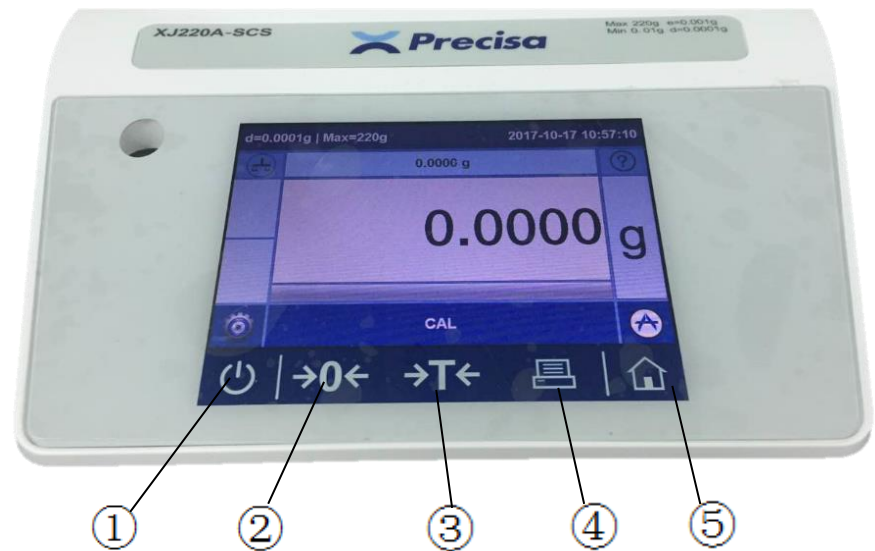 XJ220A-SCS
Precisa
Max 220g e=0.001g
Min 0.01g d=0.0001g
d=0.0001g | Max=220g
2017-10-17 10:57:10
0.0000 g
?
0.0000 g
CAL
→0←
→T←
① ② ③ ④ ⑤